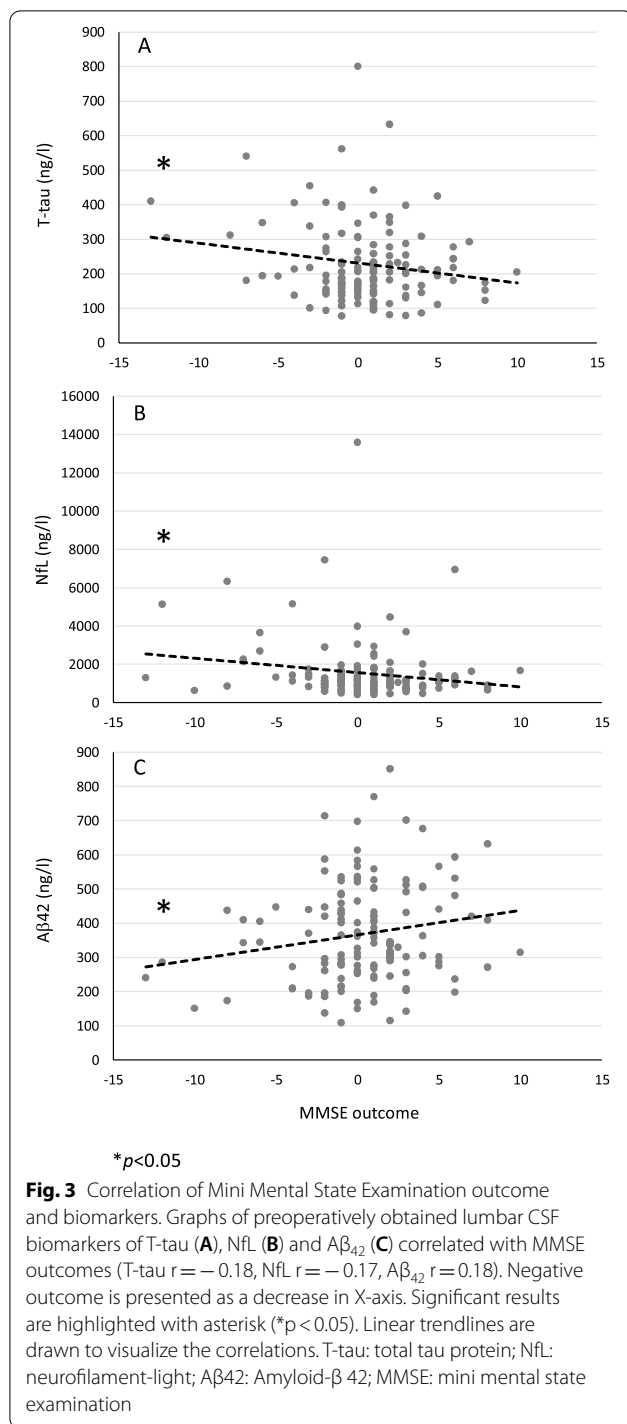 A
900
800
700
600
500
400
300
200
100
0
T-tau (ng/l)
*
-15 -10 -5 0 5 10 15
B
16000
14000
12000
10000
8000
6000
4000
2000
0
NfL (ng/l)
*
-15 -10 -5 0 5 10 15
C
900
800
700
600
500
400
300
200
100
0
Aβ42 (ng/l)
*
-15 -10 -5 0 5 10 15
MMSE outcome
*p<0.05
Fig. 3 Correlation of Mini Mental State Examination outcome
and biomarkers. Graphs of preoperatively obtained lumbar CSF
biomarkers of T-tau (A), NfL (B) and Aβ42 (C) correlated with MMSE
outcomes (T-tau r = − 0.18, NfL r = − 0.17, Aβ42 r = 0.18). Negative
outcome is presented as a decrease in X-axis. Significant results
are highlighted with asterisk (*p < 0.05). Linear trendlines are
drawn to visualize the correlations. T-tau: total tau protein; NfL:
neurofilament-light; Aβ42: Amyloid-β 42; MMSE: mini mental state
examination